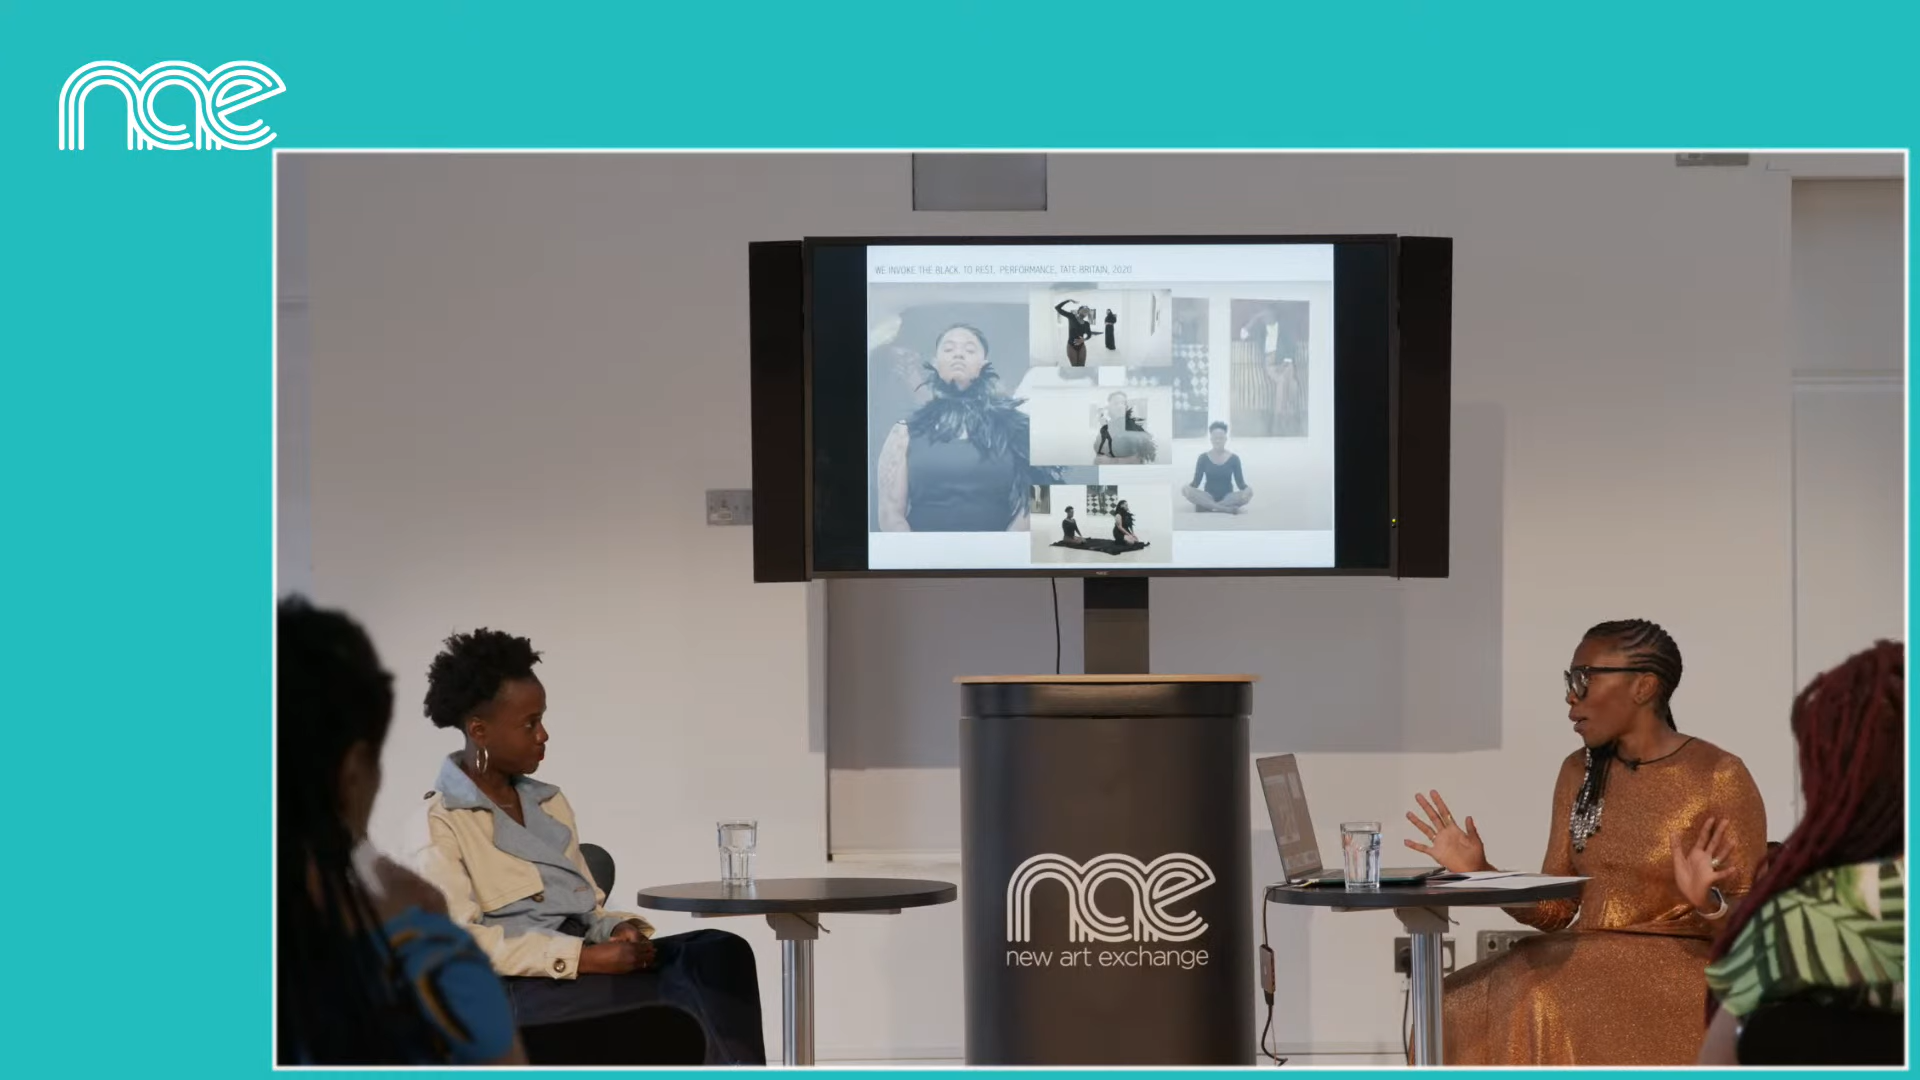 nae
WE INVOKE THE BLACK. TO REST. PERFORMANCE, TATE BRITAIN, 2020
nae
new art exchange